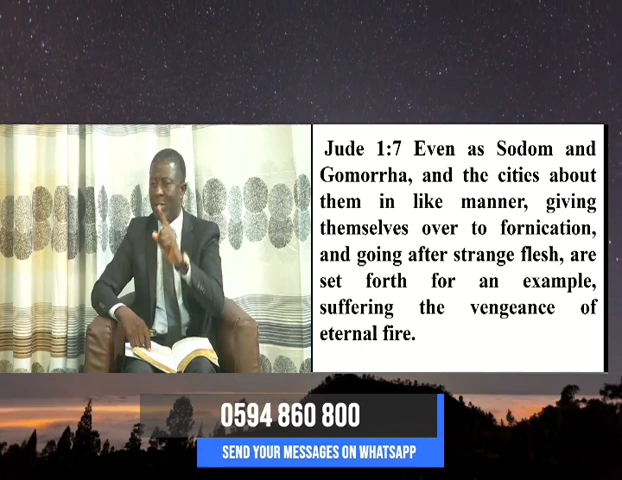 Jude 1:7 Even as Sodom and
Gomorrha, and the cities about
them in like manner, giving
themselves over to fornication,
and going after strange flesh, are
set forth for an example,
suffering the vengeance of
eternal fire.
0594 860 800
SEND YOUR MESSAGES ON WHATSAPP